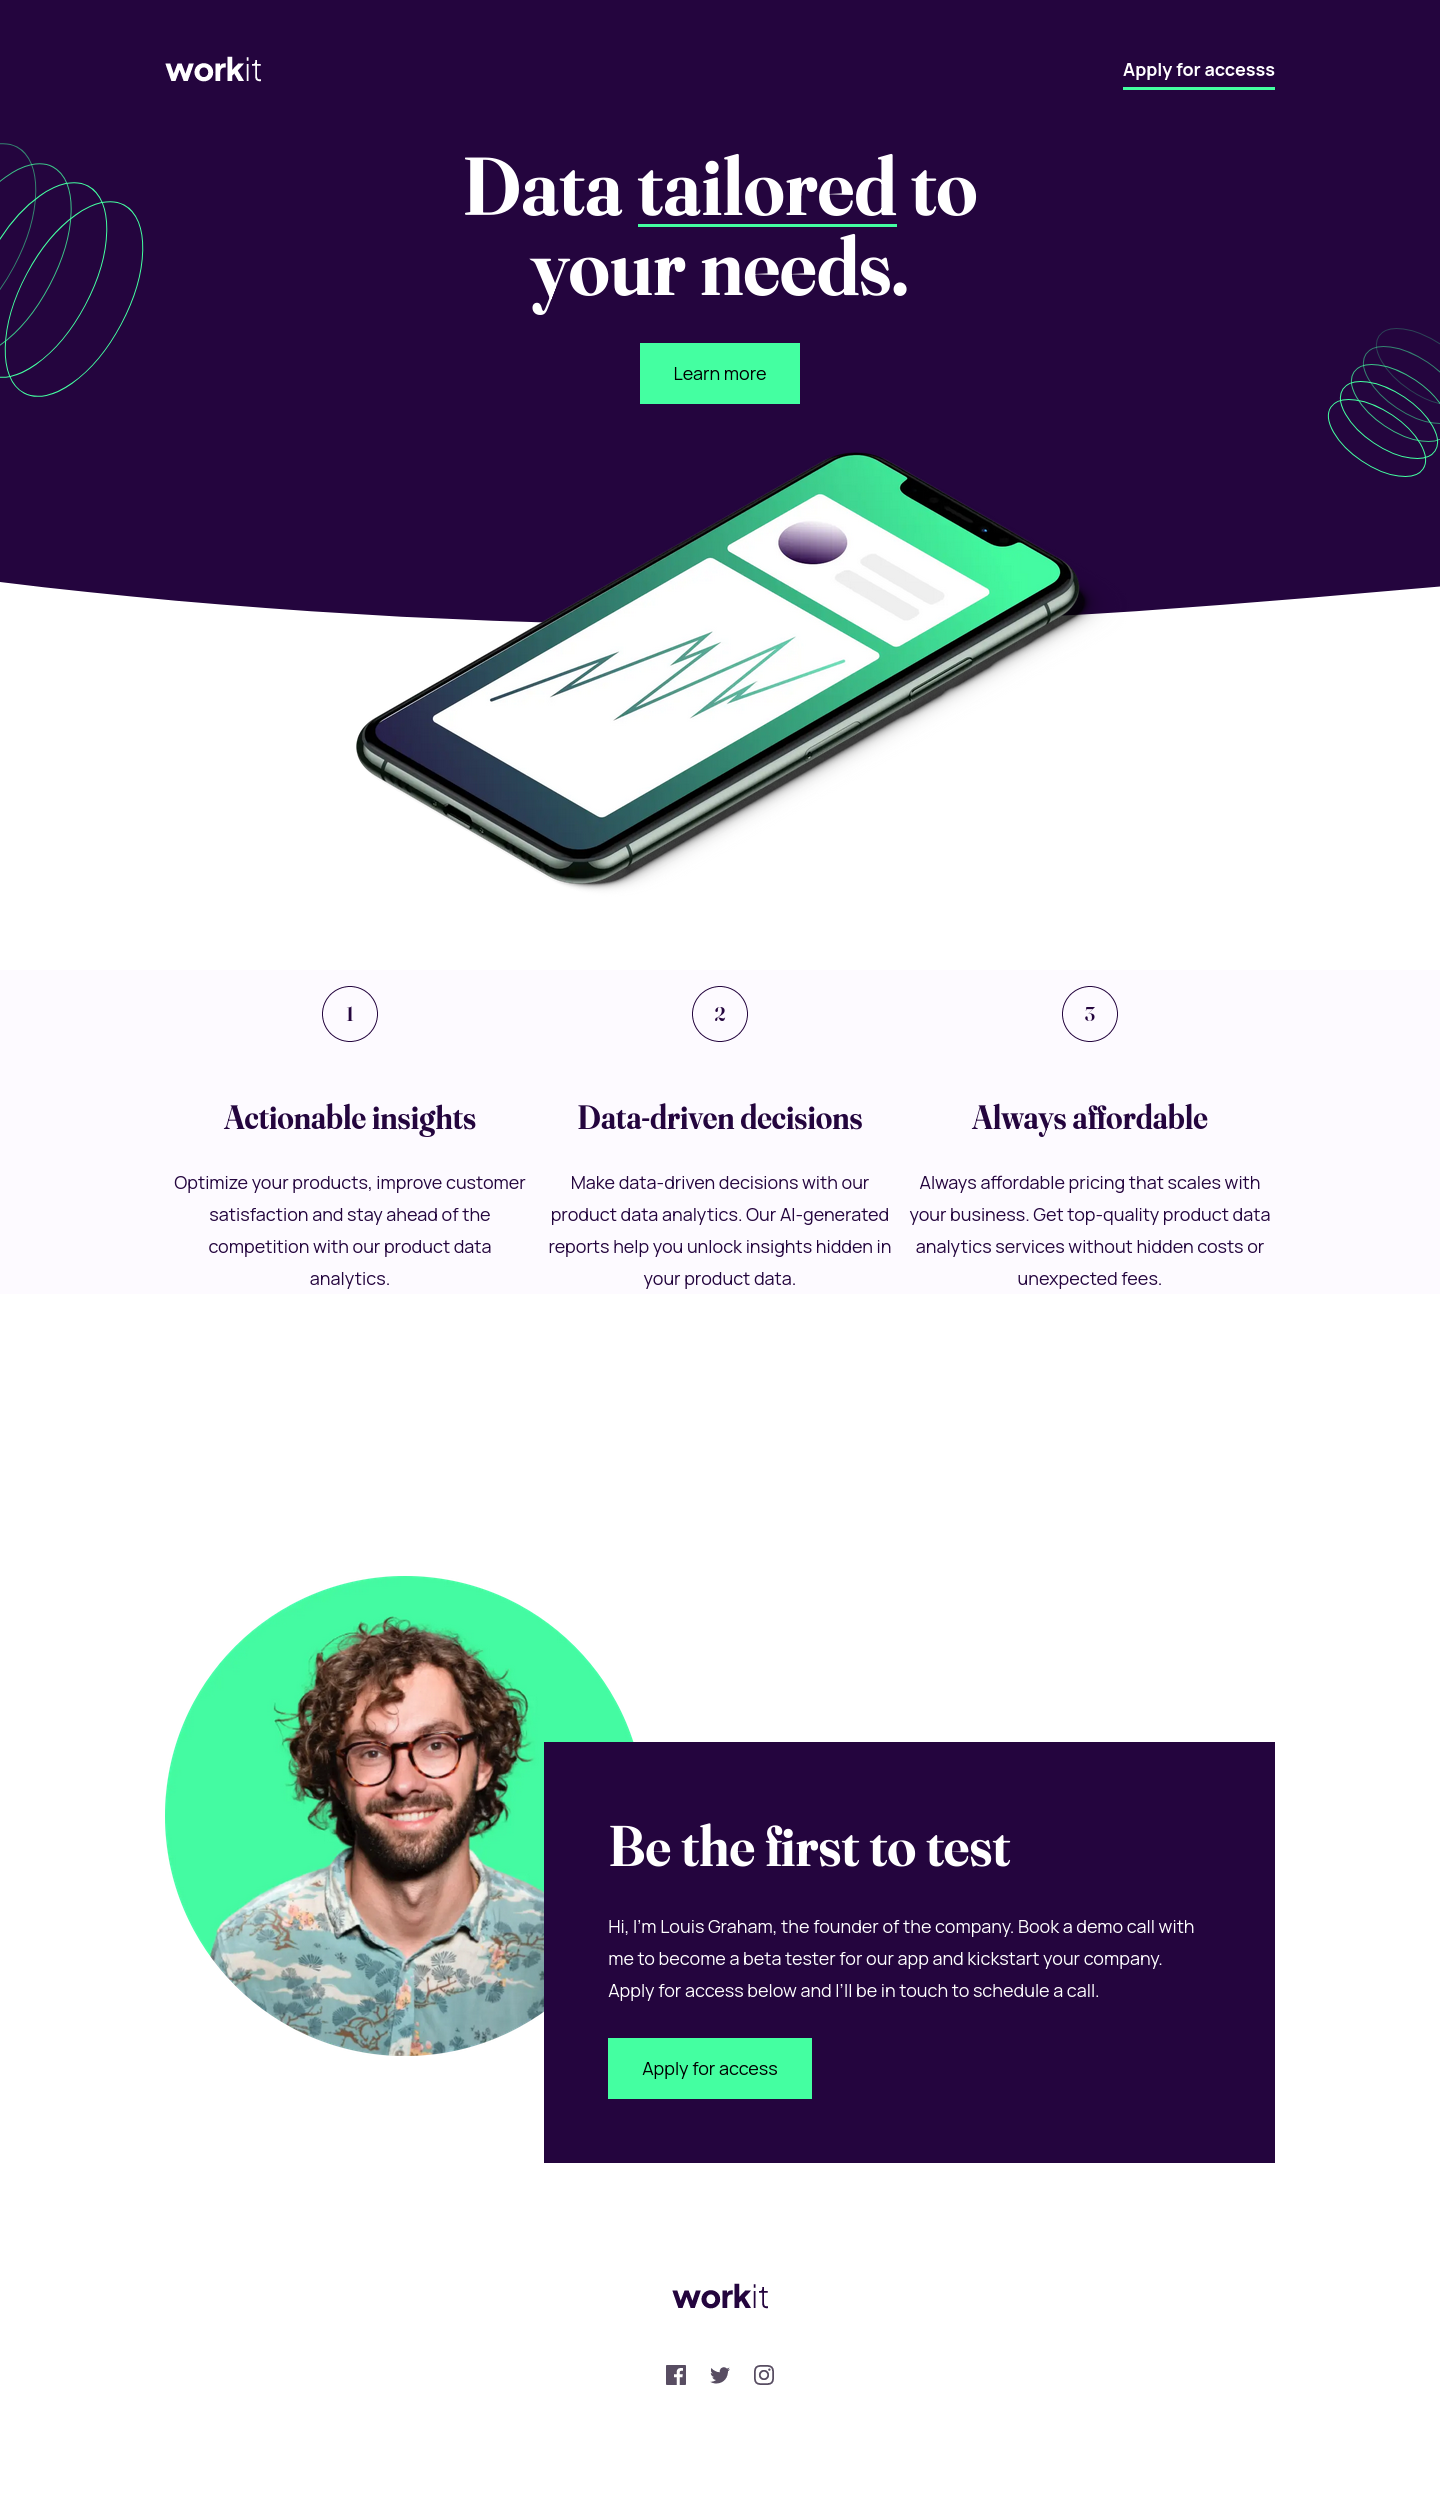 workit
Apply for accesss
Data tailored to
your needs.
Learn more
1
Actionable insights
Optimize your products, improve customer
satisfaction and stay ahead of the
competition with our product data
analytics.
2
Data-driven decisions
Make data-driven decisions with our
product data analytics. Our AI-generated
reports help you unlock insights hidden in
your product data.
3
Always affordable
Always affordable pricing that scales with
your business. Get top-quality product data
analytics services without hidden costs or
unexpected fees.
Be the first to test
Hi, I'm Louis Graham, the founder of the company. Book a demo call with
me to become a beta tester for our app and kickstart your company.
Apply for access below and I'll be in touch to schedule a call.
Apply for access
workit